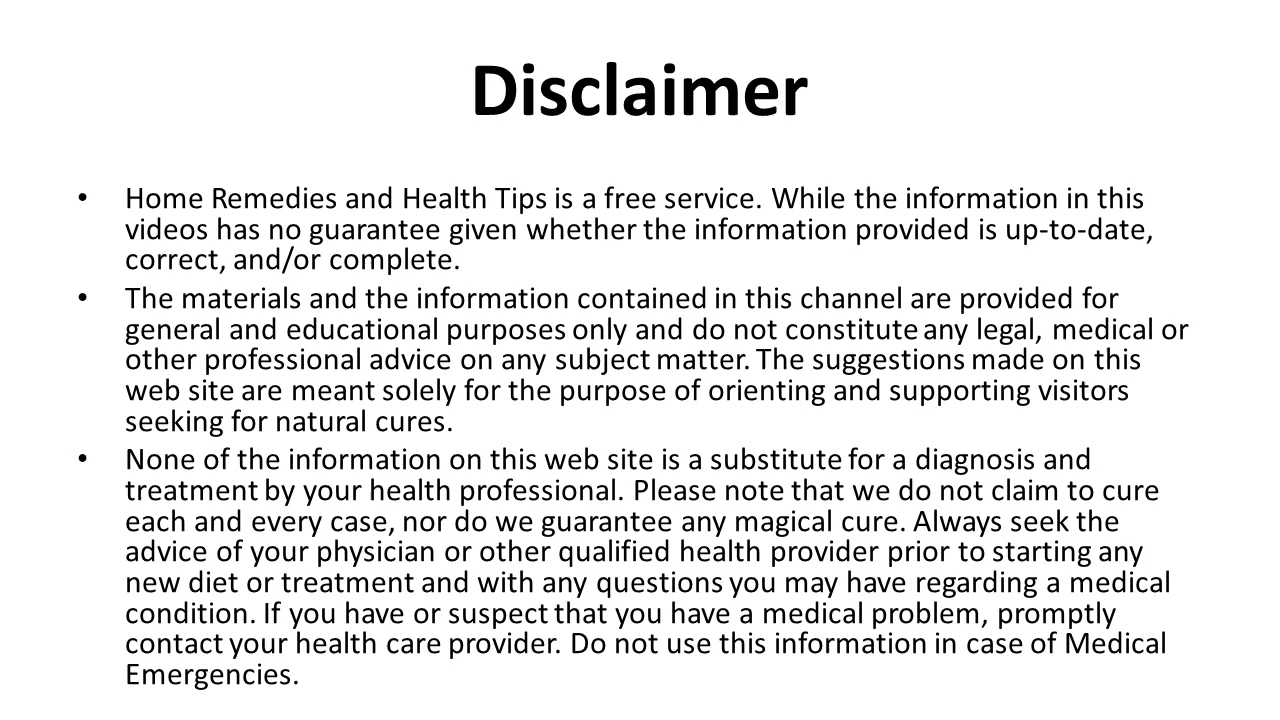 Disclaimer
• Home Remedies and Health Tips is a free service. While the information in this
videos has no guarantee given whether the information provided is up-to-date,
correct, and/or complete.
• The materials and the information contained in this channel are provided for
general and educational purposes only and do not constitute any legal, medical or
other professional advice on any subject matter. The suggestions made on this
web site are meant solely for the purpose of orienting and supporting visitors
seeking for natural cures.
• None of the information on this web site is a substitute for a diagnosis and
treatment by your health professional. Please note that we do not claim to cure
each and every case, nor do we guarantee any magical cure. Always seek the
advice of your physician or other qualified health provider prior to starting any
new diet or treatment and with any questions you may have regarding a medical
condition. If you have or suspect that you have a medical problem, promptly
contact your health care provider. Do not use this information in case of Medical
Emergencies.